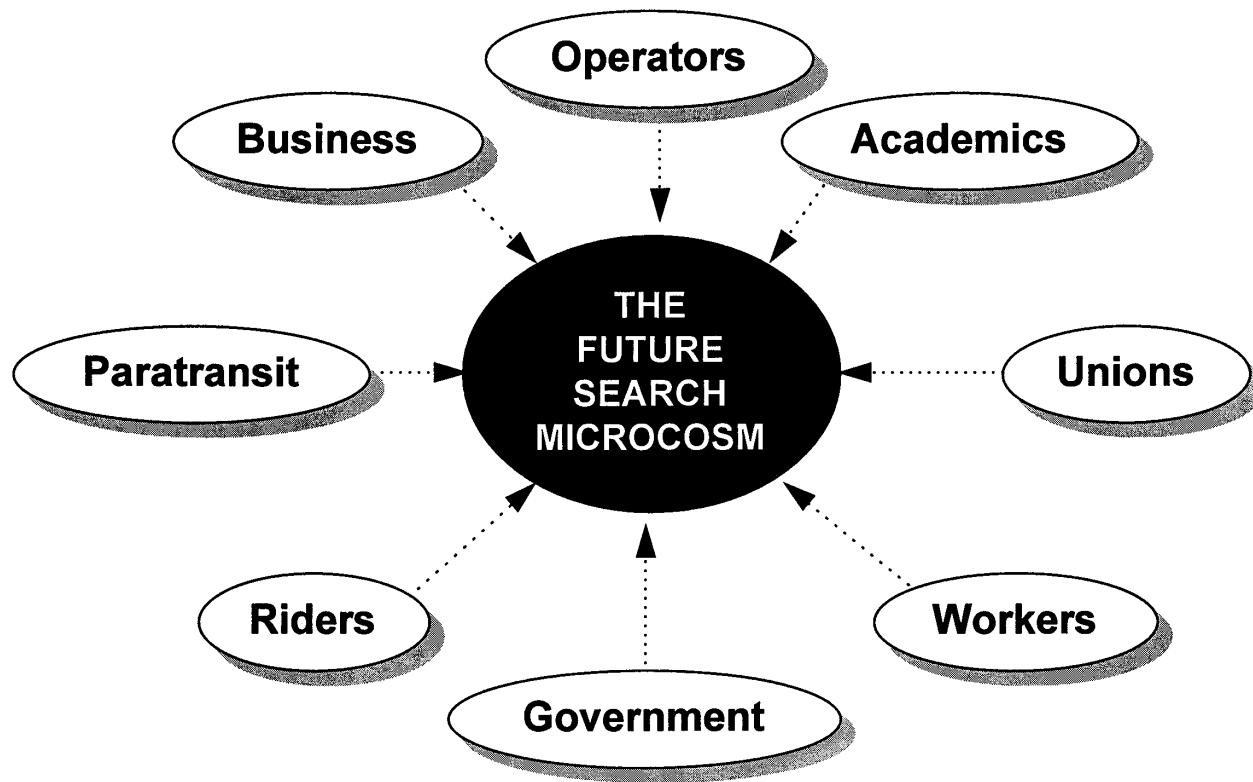 Operators
Business
Academics
THE
FUTURE
SEARCH
MICROCOSM
Paratransit
Unions
Riders
Workers
Government